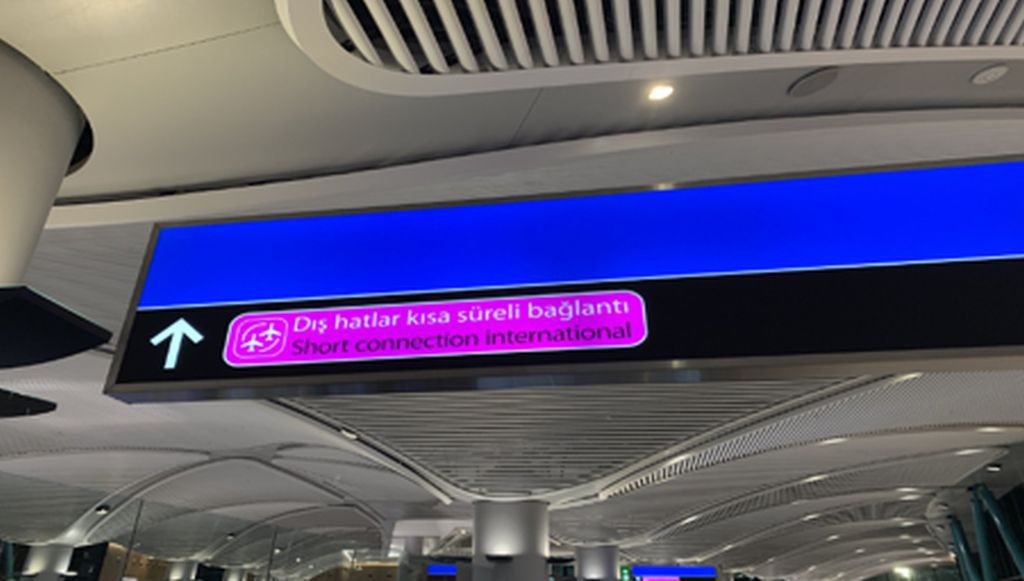 Dış hatlar kısa süreli bağlantı
Short connection international